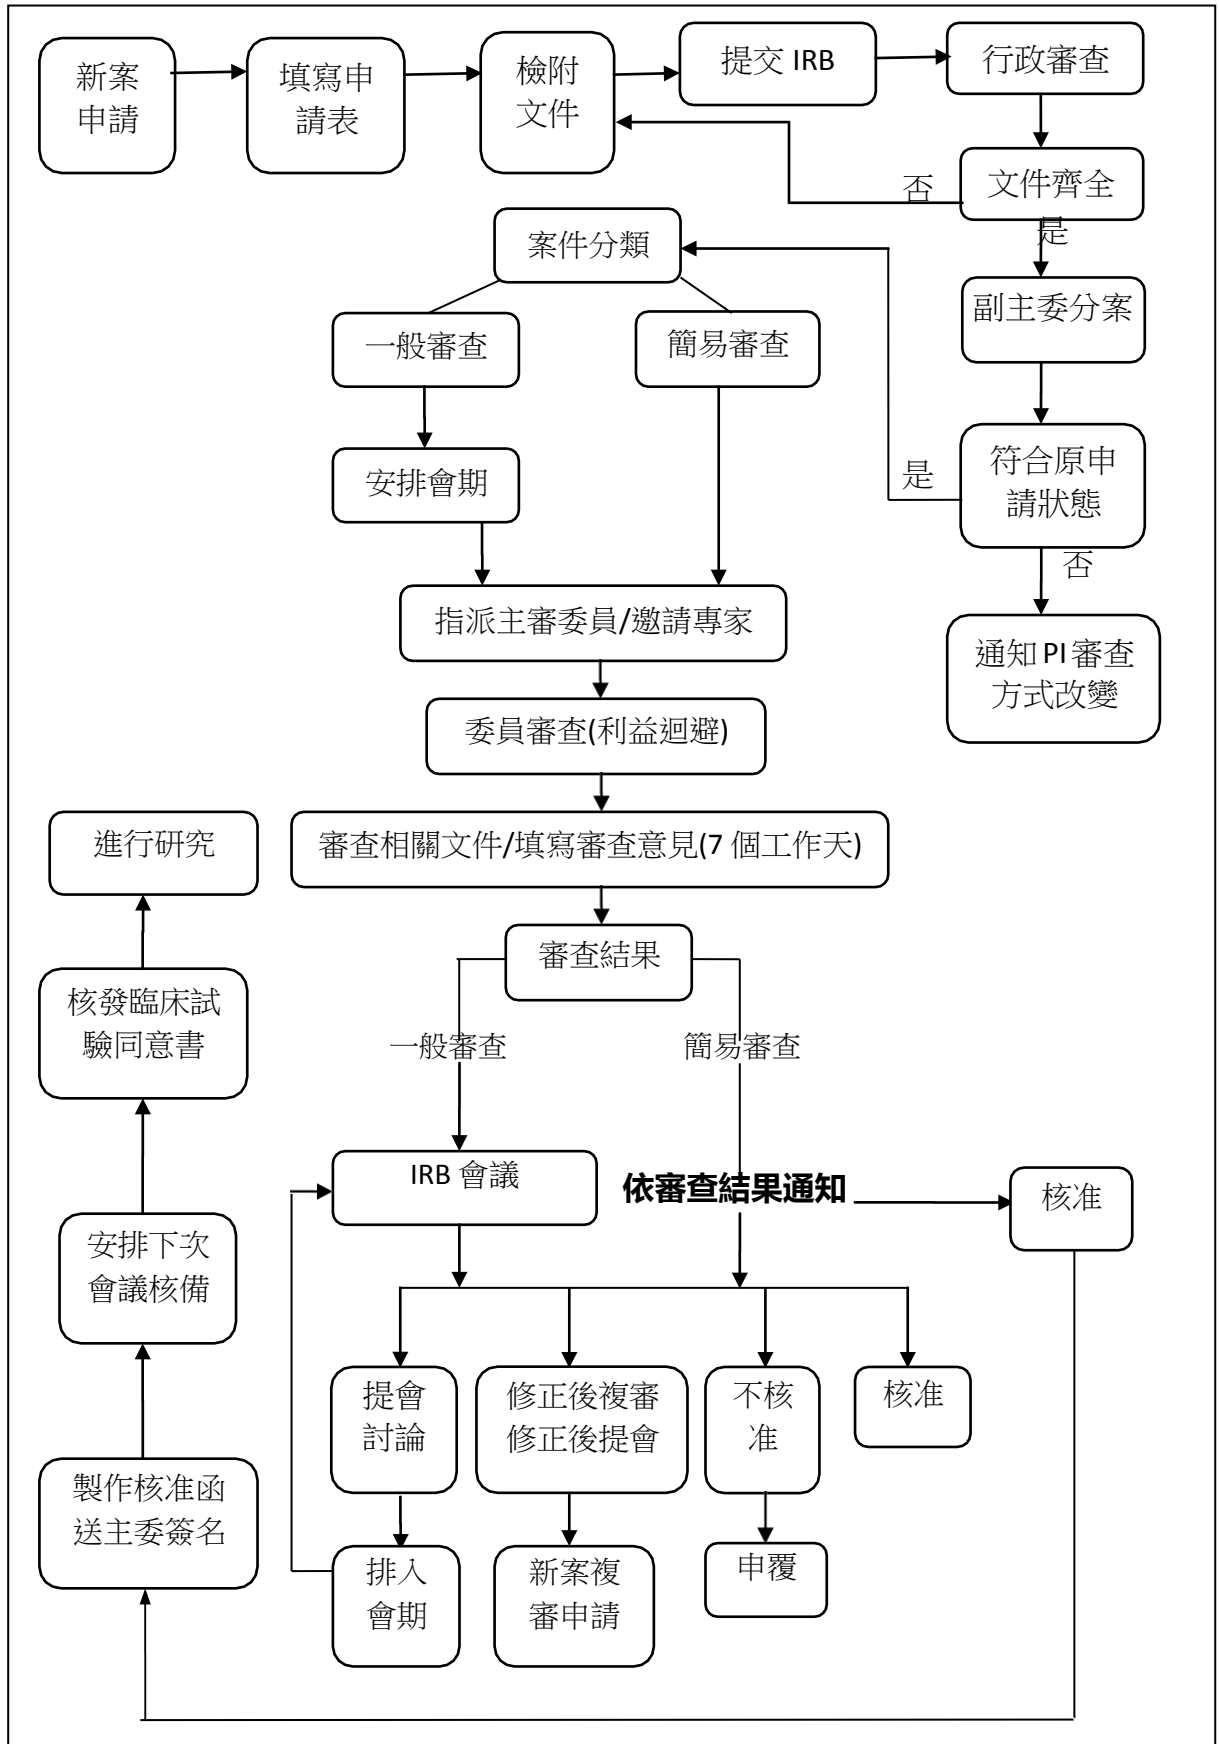 新案
申請
填寫申
請表
檢附
文件
提交 IRB
行政審查
文件齊全
否
是
案件分類
副主委分案
一般審查
簡易審查
符合原申
請狀態
是
安排會期
否
指派主審委員/邀請專家
通知 PI 審查
方式改變
委員審查(利益迴避)
進行研究
審查相關文件/填寫審查意見(7 個工作天)
審查結果
核發臨床試
驗同意書
一般審查
簡易審查
IRB 會議
依審查結果通知
核准
安排下次
會議核備
提會
討論
修正後複審
修正後提會
不核
准
核准
製作核准函
送主委簽名
排入
會期
新案複
審申請
申覆